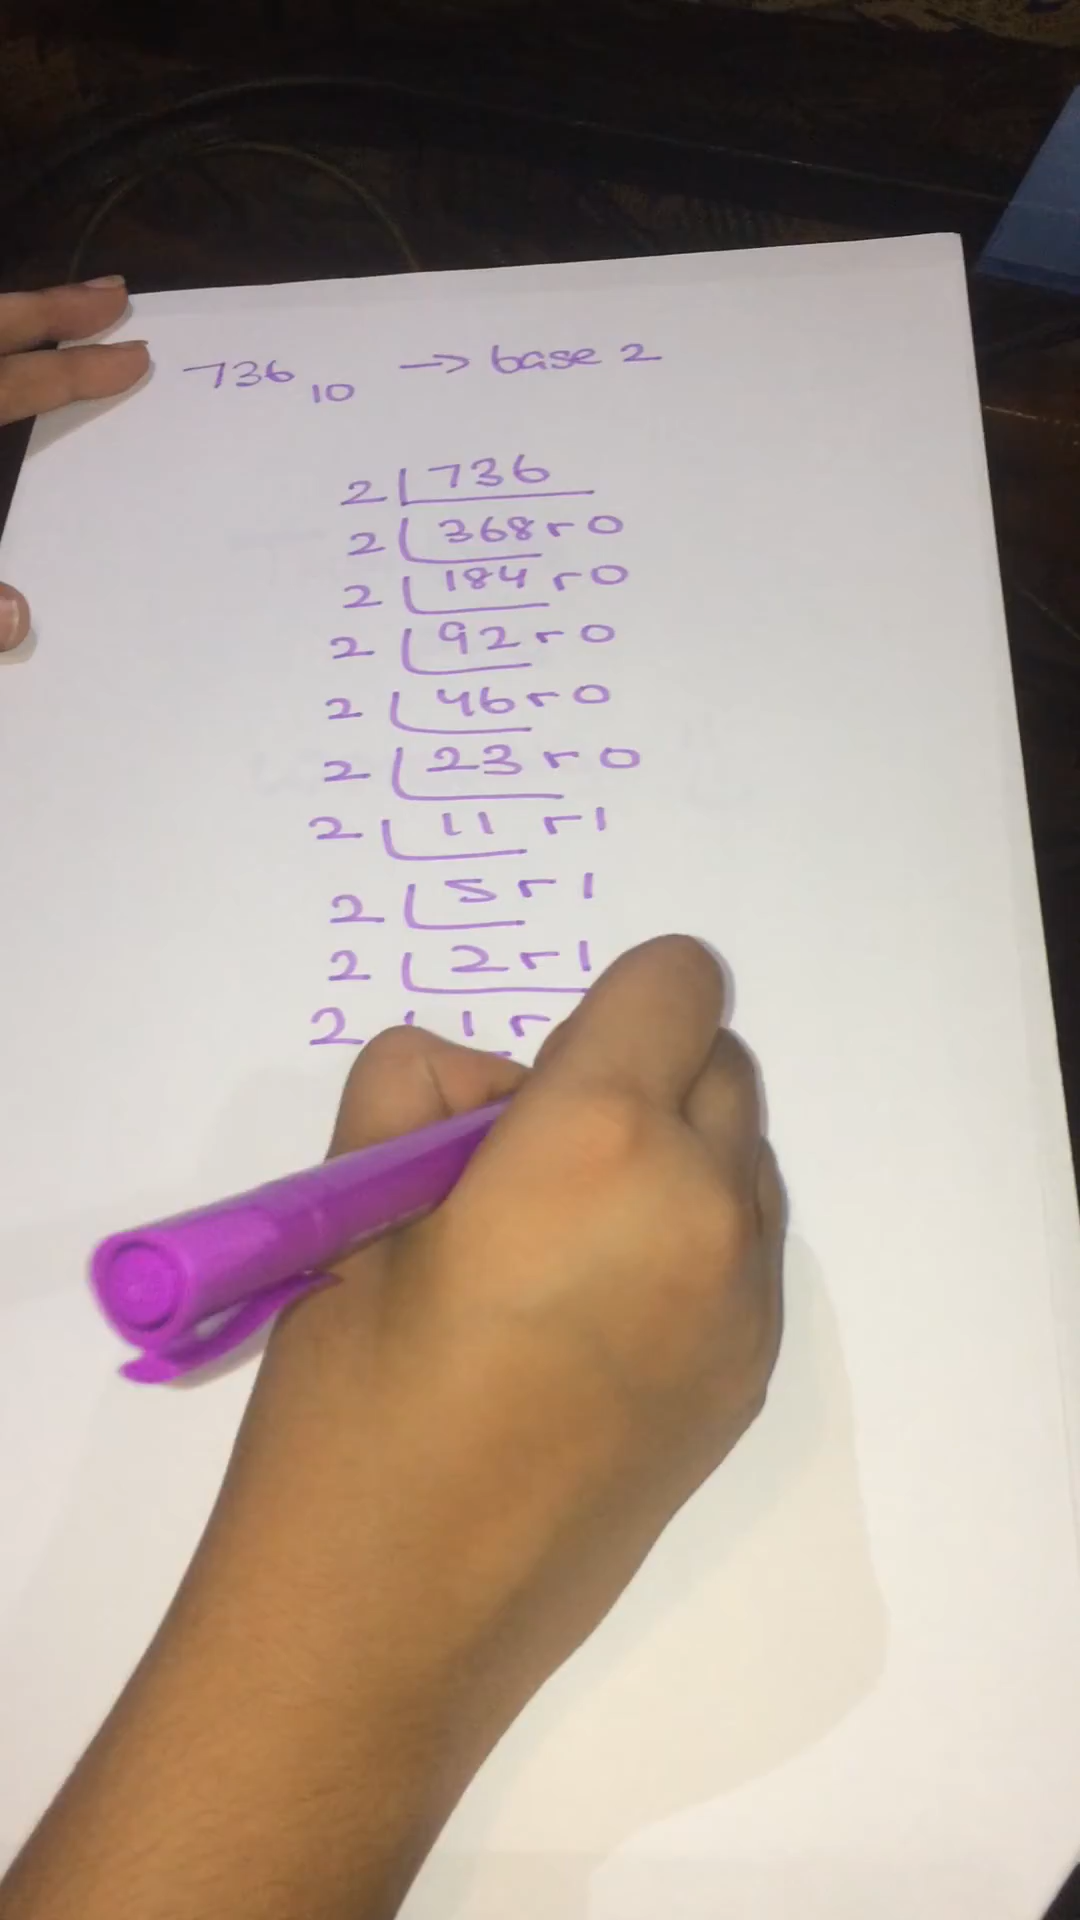 736 10 -> base 2
2 736
2 368 r 0
2 184 r 0
2 92 r 0
2 46 r 0
2 23 r 0
2 11 r 1
2 5 r 1
2 2 r 1
2 1 r